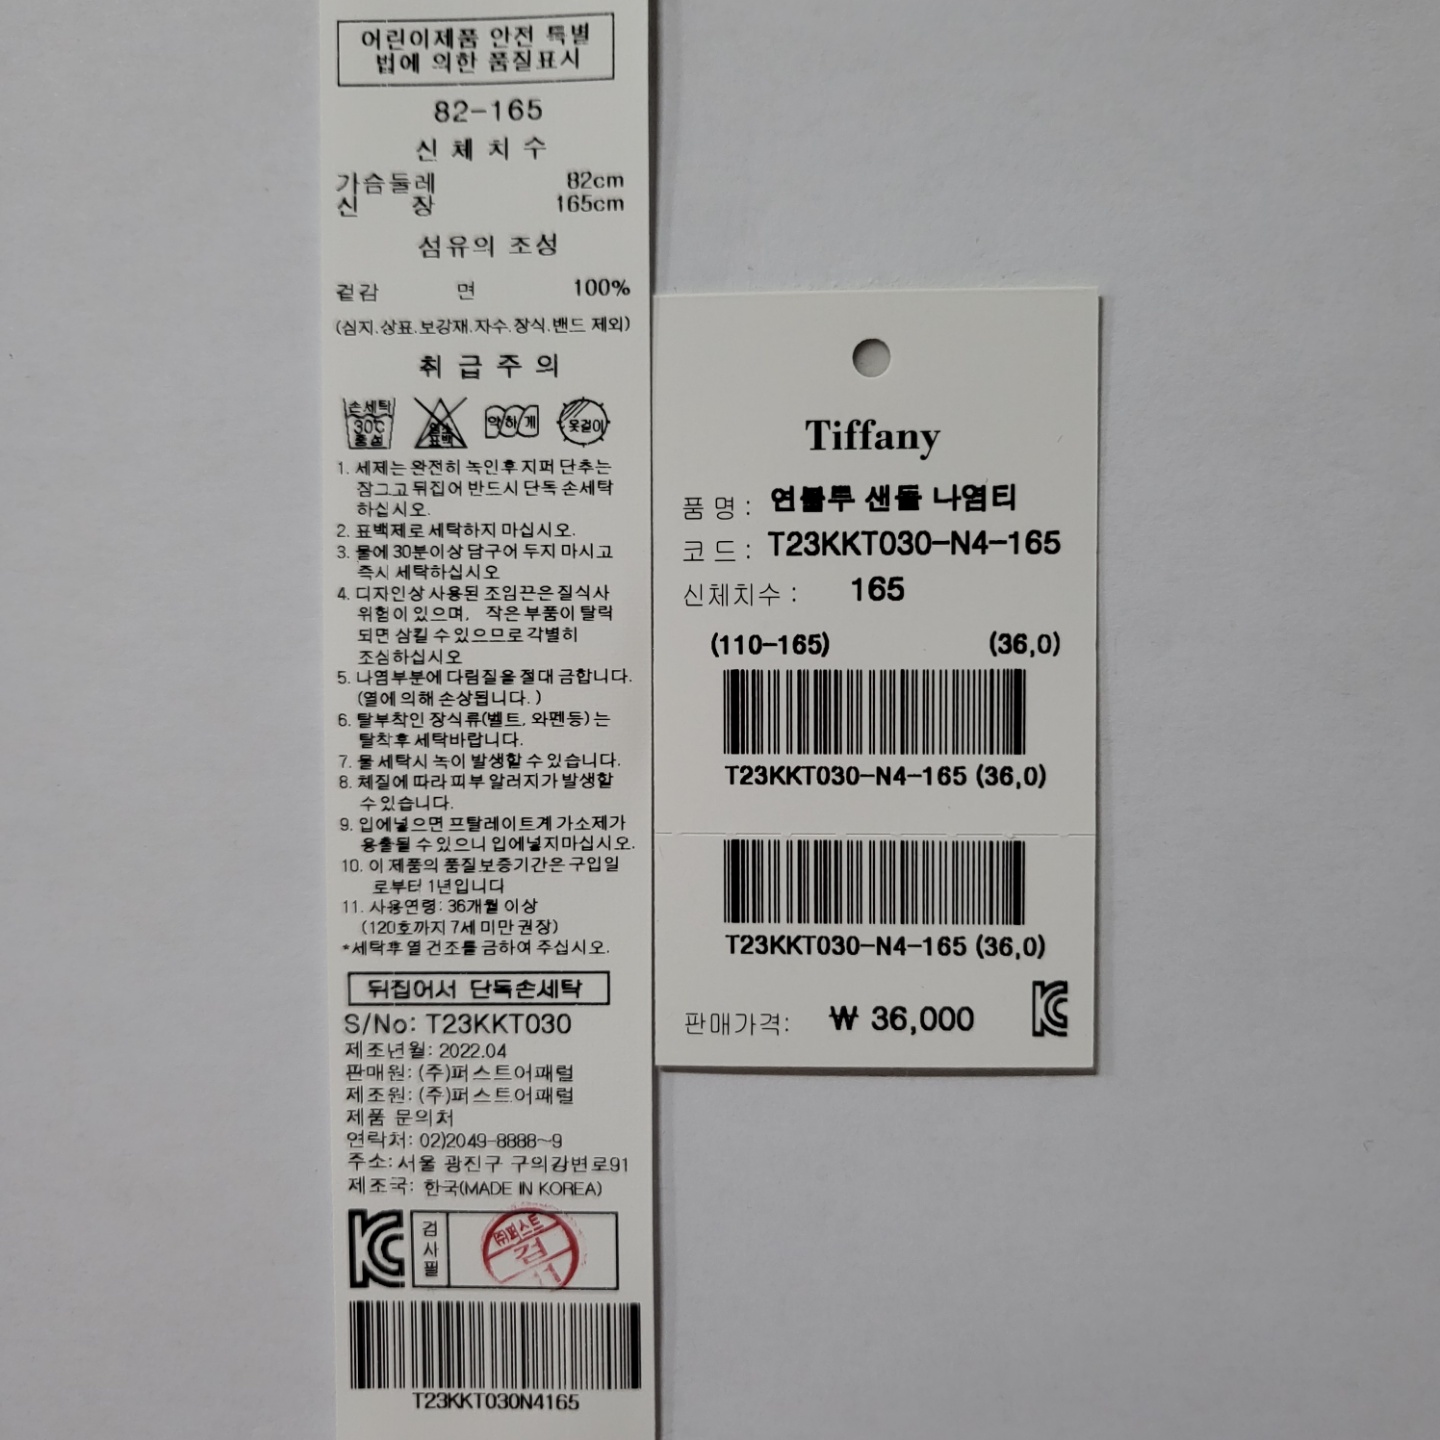 어린이제품 안전 특별
법에 의한 품질표시
82-165
신 체 치 수
가슴둘레 82cm
신 장 165cm
섬유의 조성
겉감 면 100%
(심지.상표.보강재.자수.장식.밴드 제외)
취 급 주 의
손세탁
30℃
중성
염소
표백
약하게
옷걸이
1. 세제는 완전히 녹인후 지퍼 단추는
잠그고 뒤집어 반드시 단독 손세탁
하십시오.
2. 표백제로 세탁하지 마십시오.
3. 물에 30분이상 담구어 두지 마시고
즉시 세탁하십시오
4. 디자인상 사용된 조임끈은 질식사
위험이 있으며, 작은 부품이 탈락
되면 삼킬 수 있으므로 각별히
조심하십시오
5. 나염부분에 다림질을 절대 금합니다.
(열에 의해 손상됩니다. )
6. 탈부착인 장식류(벨트, 와펜등) 는
탈착후 세탁바랍니다.
7. 물 세탁시 녹이 발생할 수 있습니다.
8. 체질에 따라 피부 알러지가 발생할
수 있습니다.
9. 입에넣으면 프탈레이트계 가소제가
용출될 수 있으니 입에넣지마십시오.
10. 이 제품의 품질보증기간은 구입일
로부터 1년입니다
11. 사용연령: 36개월 이상
(120호까지 7세 미만 권장)
*세탁후 열 건조를 금하여 주십시오.
뒤집어서 단독손세탁
S/No: T23KKT030
제조년월: 2022.04
판매원: (주)퍼스트어패럴
제조원: (주)퍼스트어패럴
제품 문의처
연락처: 02)2049-8888~9
주소: 서울 광진구 구의강변로91
제조국: 한국(MADE IN KOREA)
KC
검사필
㈜퍼스트
검
11
T23KKT030N4165
Tiffany
품 명 : 연블루 샌들 나염티
코 드 : T23KKT030-N4-165
신체치수 : 165
(110-165) (36,0)
T23KKT030-N4-165 (36,0)
T23KKT030-N4-165 (36,0)
판매가격: ₩ 36,000
KC